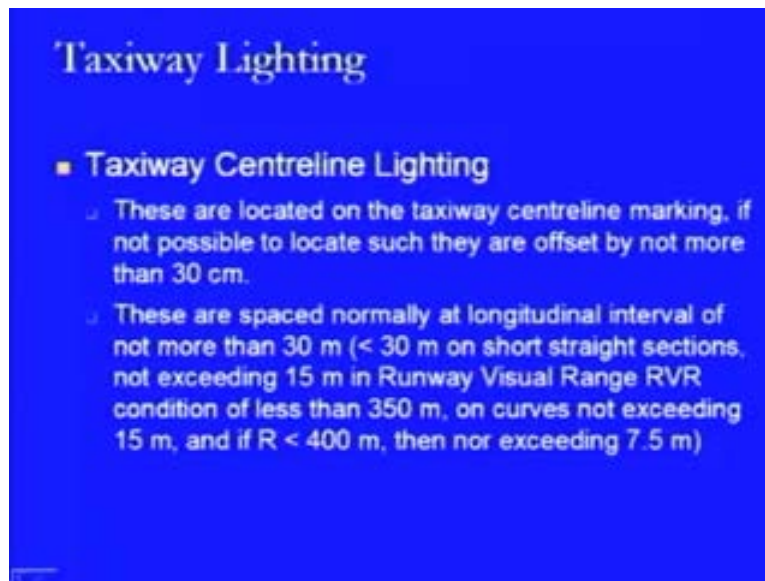 Taxiway Lighting
Taxiway Centreline Lighting
These are located on the taxiway centreline marking, if
not possible to locate such they are offset by not more
than 30 cm.
These are spaced normally at longitudinal interval of
not more than 30 m (< 30 m on short straight sections,
not exceeding 15 m in Runway Visual Range RVR
condition of less than 350 m, on curves not exceeding
15 m, and if R < 400 m, then nor exceeding 7.5 m)